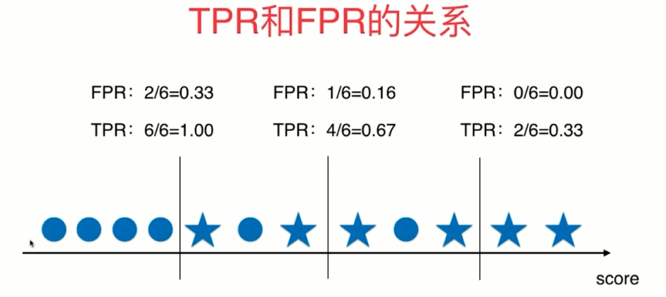 TPR和FPR的关系
FPR：2/6=0.33
FPR：1/6=0.16
FPR：0/6=0.00
TPR：6/6=1.00
TPR：4/6=0.67
TPR：2/6=0.33
score